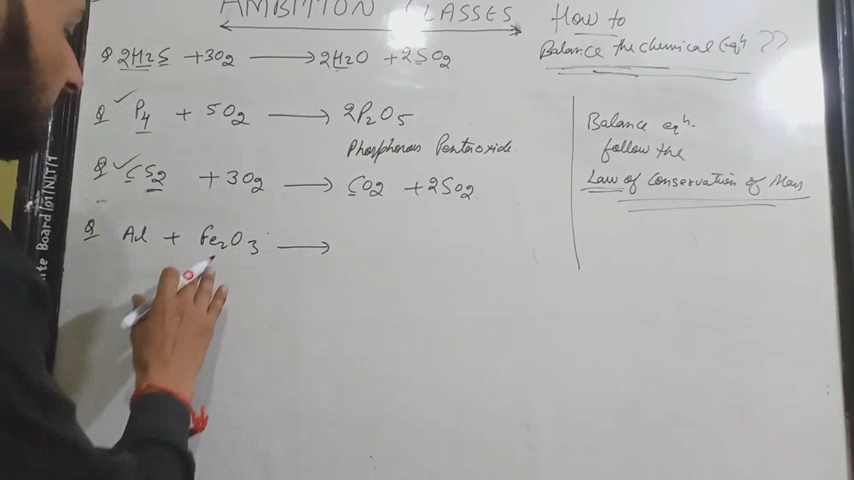 AMBITION CLASSES
How to
Balance the chemical Eqⁿ ??
Q 2H2S + 3O2 → 2H2O + 2SO2
Q P4 + 5O2 → 2P2O5
Phosphorous Pentaoxide
Q CS2 + 3O2 → CO2 + 2SO2
Q Al + Fe2O3 →
Balance eqⁿ.
follow the
Law of Conservation of Mass